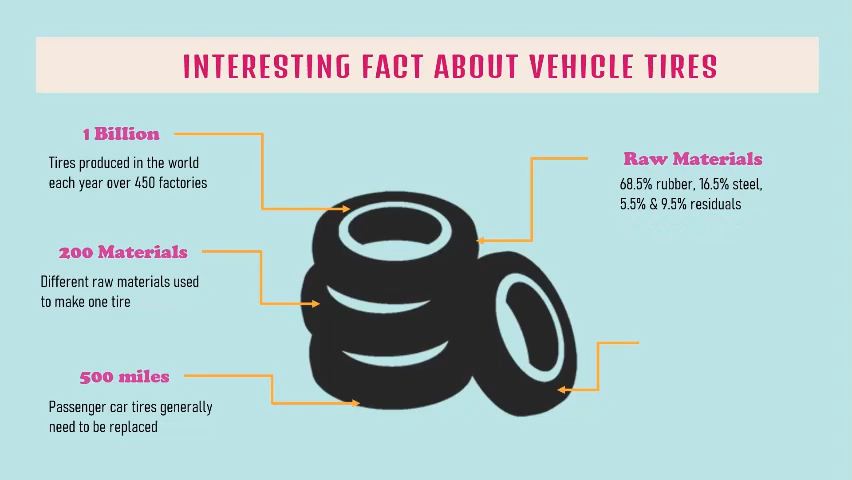 INTERESTING FACT ABOUT VEHICLE TIRES
1 Billion
Tires produced in the world
each year over 450 factories
200 Materials
Different raw materials used
to make one tire
500 miles
Passenger car tires generally
need to be replaced
Raw Materials
68.5% rubber, 16.5% steel,
5.5% & 9.5% residuals